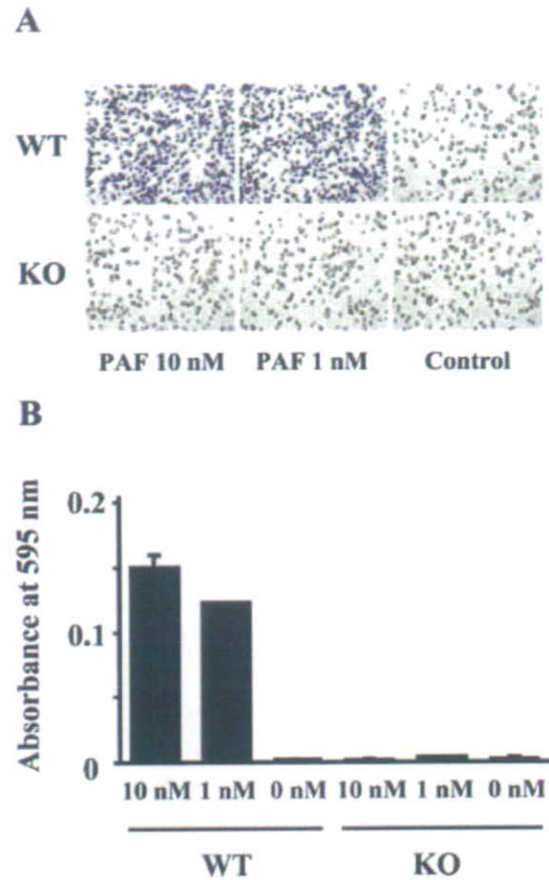 A
WT
KO
PAF 10 nM PAF 1 nM Control
B
Absorbance at 595 nm
0.2
0.1
0
10 nM 1 nM 0 nM 10 nM 1 nM 0 nM
WT KO